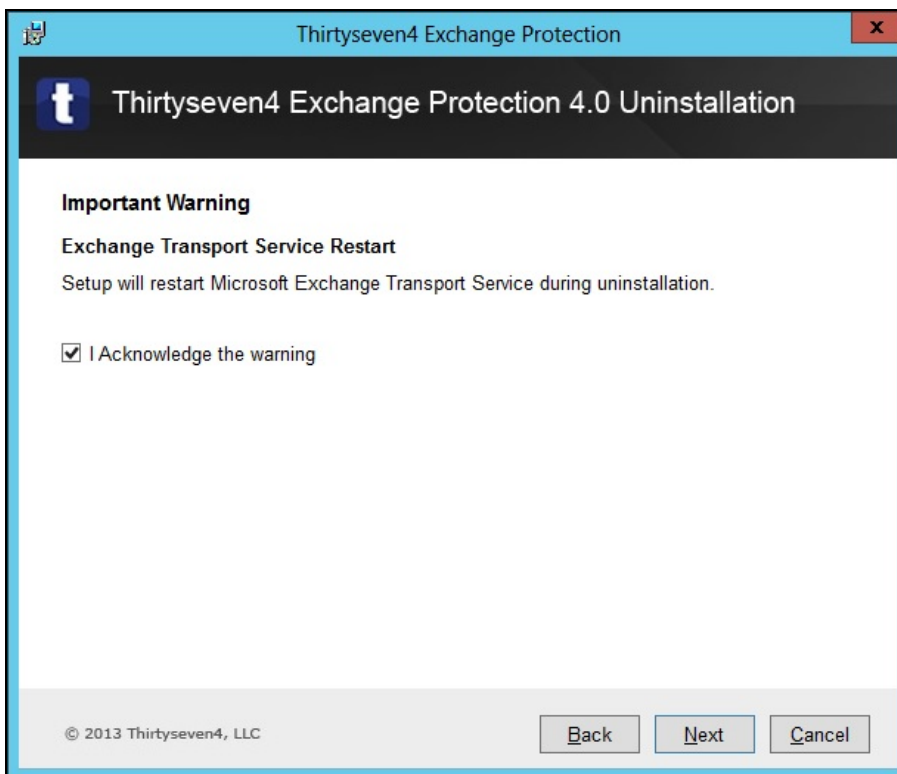 Thirtyseven4 Exchange Protection
x
t
Thirtyseven4 Exchange Protection 4.0 Uninstallation
Important Warning
Exchange Transport Service Restart
Setup will restart Microsoft Exchange Transport Service during uninstallation.
I Acknowledge the warning
© 2013 Thirtyseven4, LLC
Back
Next
Cancel